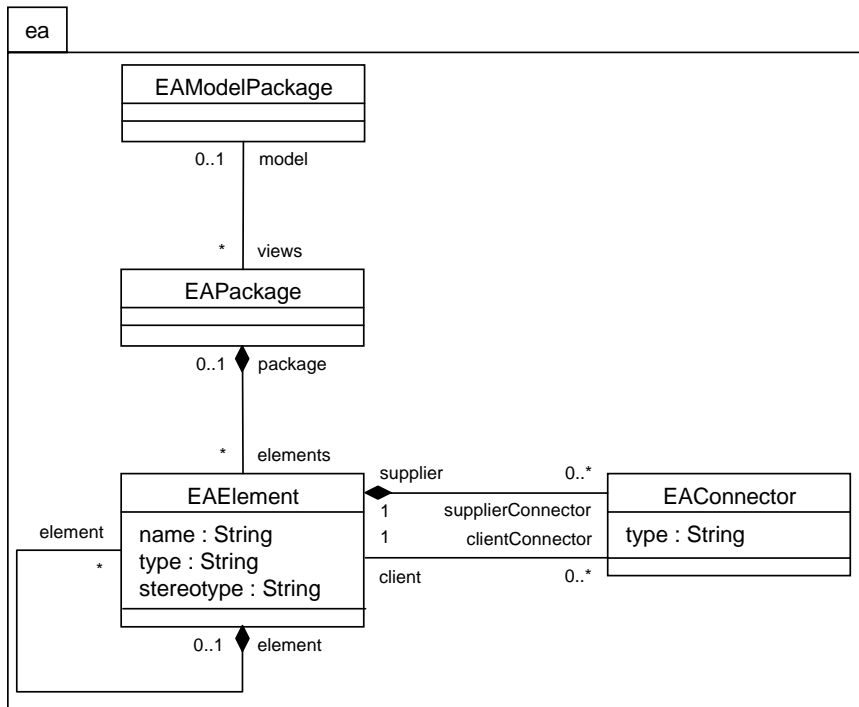 ea
EAModelPackage
0..1 model
* views
EAPackage
0..1 package
* elements
EAElement
name : String
type : String
stereotype : String
supplier 0..*
1 supplierConnector
1 clientConnector
client 0..*
EAConnector
type : String
element
*
0..1 element